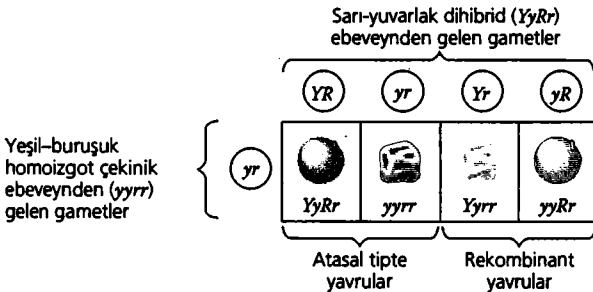 Sarı-yuvarlak dihibrid (YyRr)
ebeveynden gelen gametler
YR
yr
Yr
yR
Yeşil-buruşuk
homoizgot çekinik
ebeveynden (yyrr)
gelen gametler
yr
YyRr
yyrr
Yyrr
yyRr
Atasal tipte
yavrular
Rekombinant
yavrular